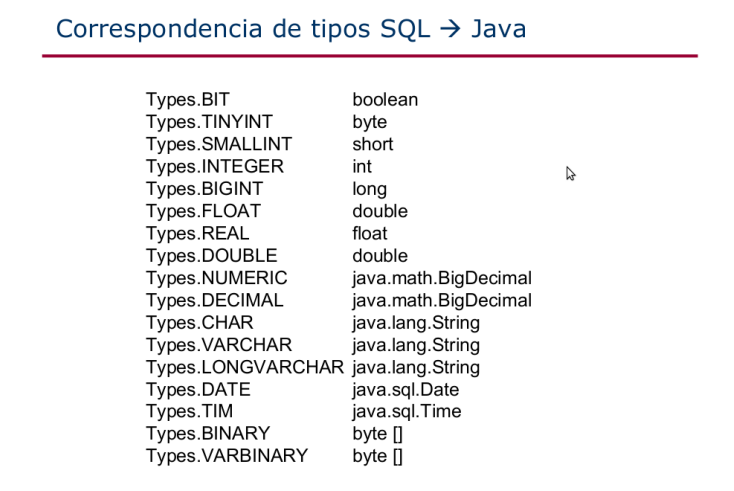 Correspondencia de tipos SQL → Java
Types.BIT boolean
Types.TINYINT byte
Types.SMALLINT short
Types.INTEGER int
Types.BIGINT long
Types.FLOAT double
Types.REAL float
Types.DOUBLE double
Types.NUMERIC java.math.BigDecimal
Types.DECIMAL java.math.BigDecimal
Types.CHAR java.lang.String
Types.VARCHAR java.lang.String
Types.LONGVARCHAR java.lang.String
Types.DATE java.sql.Date
Types.TIM java.sql.Time
Types.BINARY byte []
Types.VARBINARY byte []